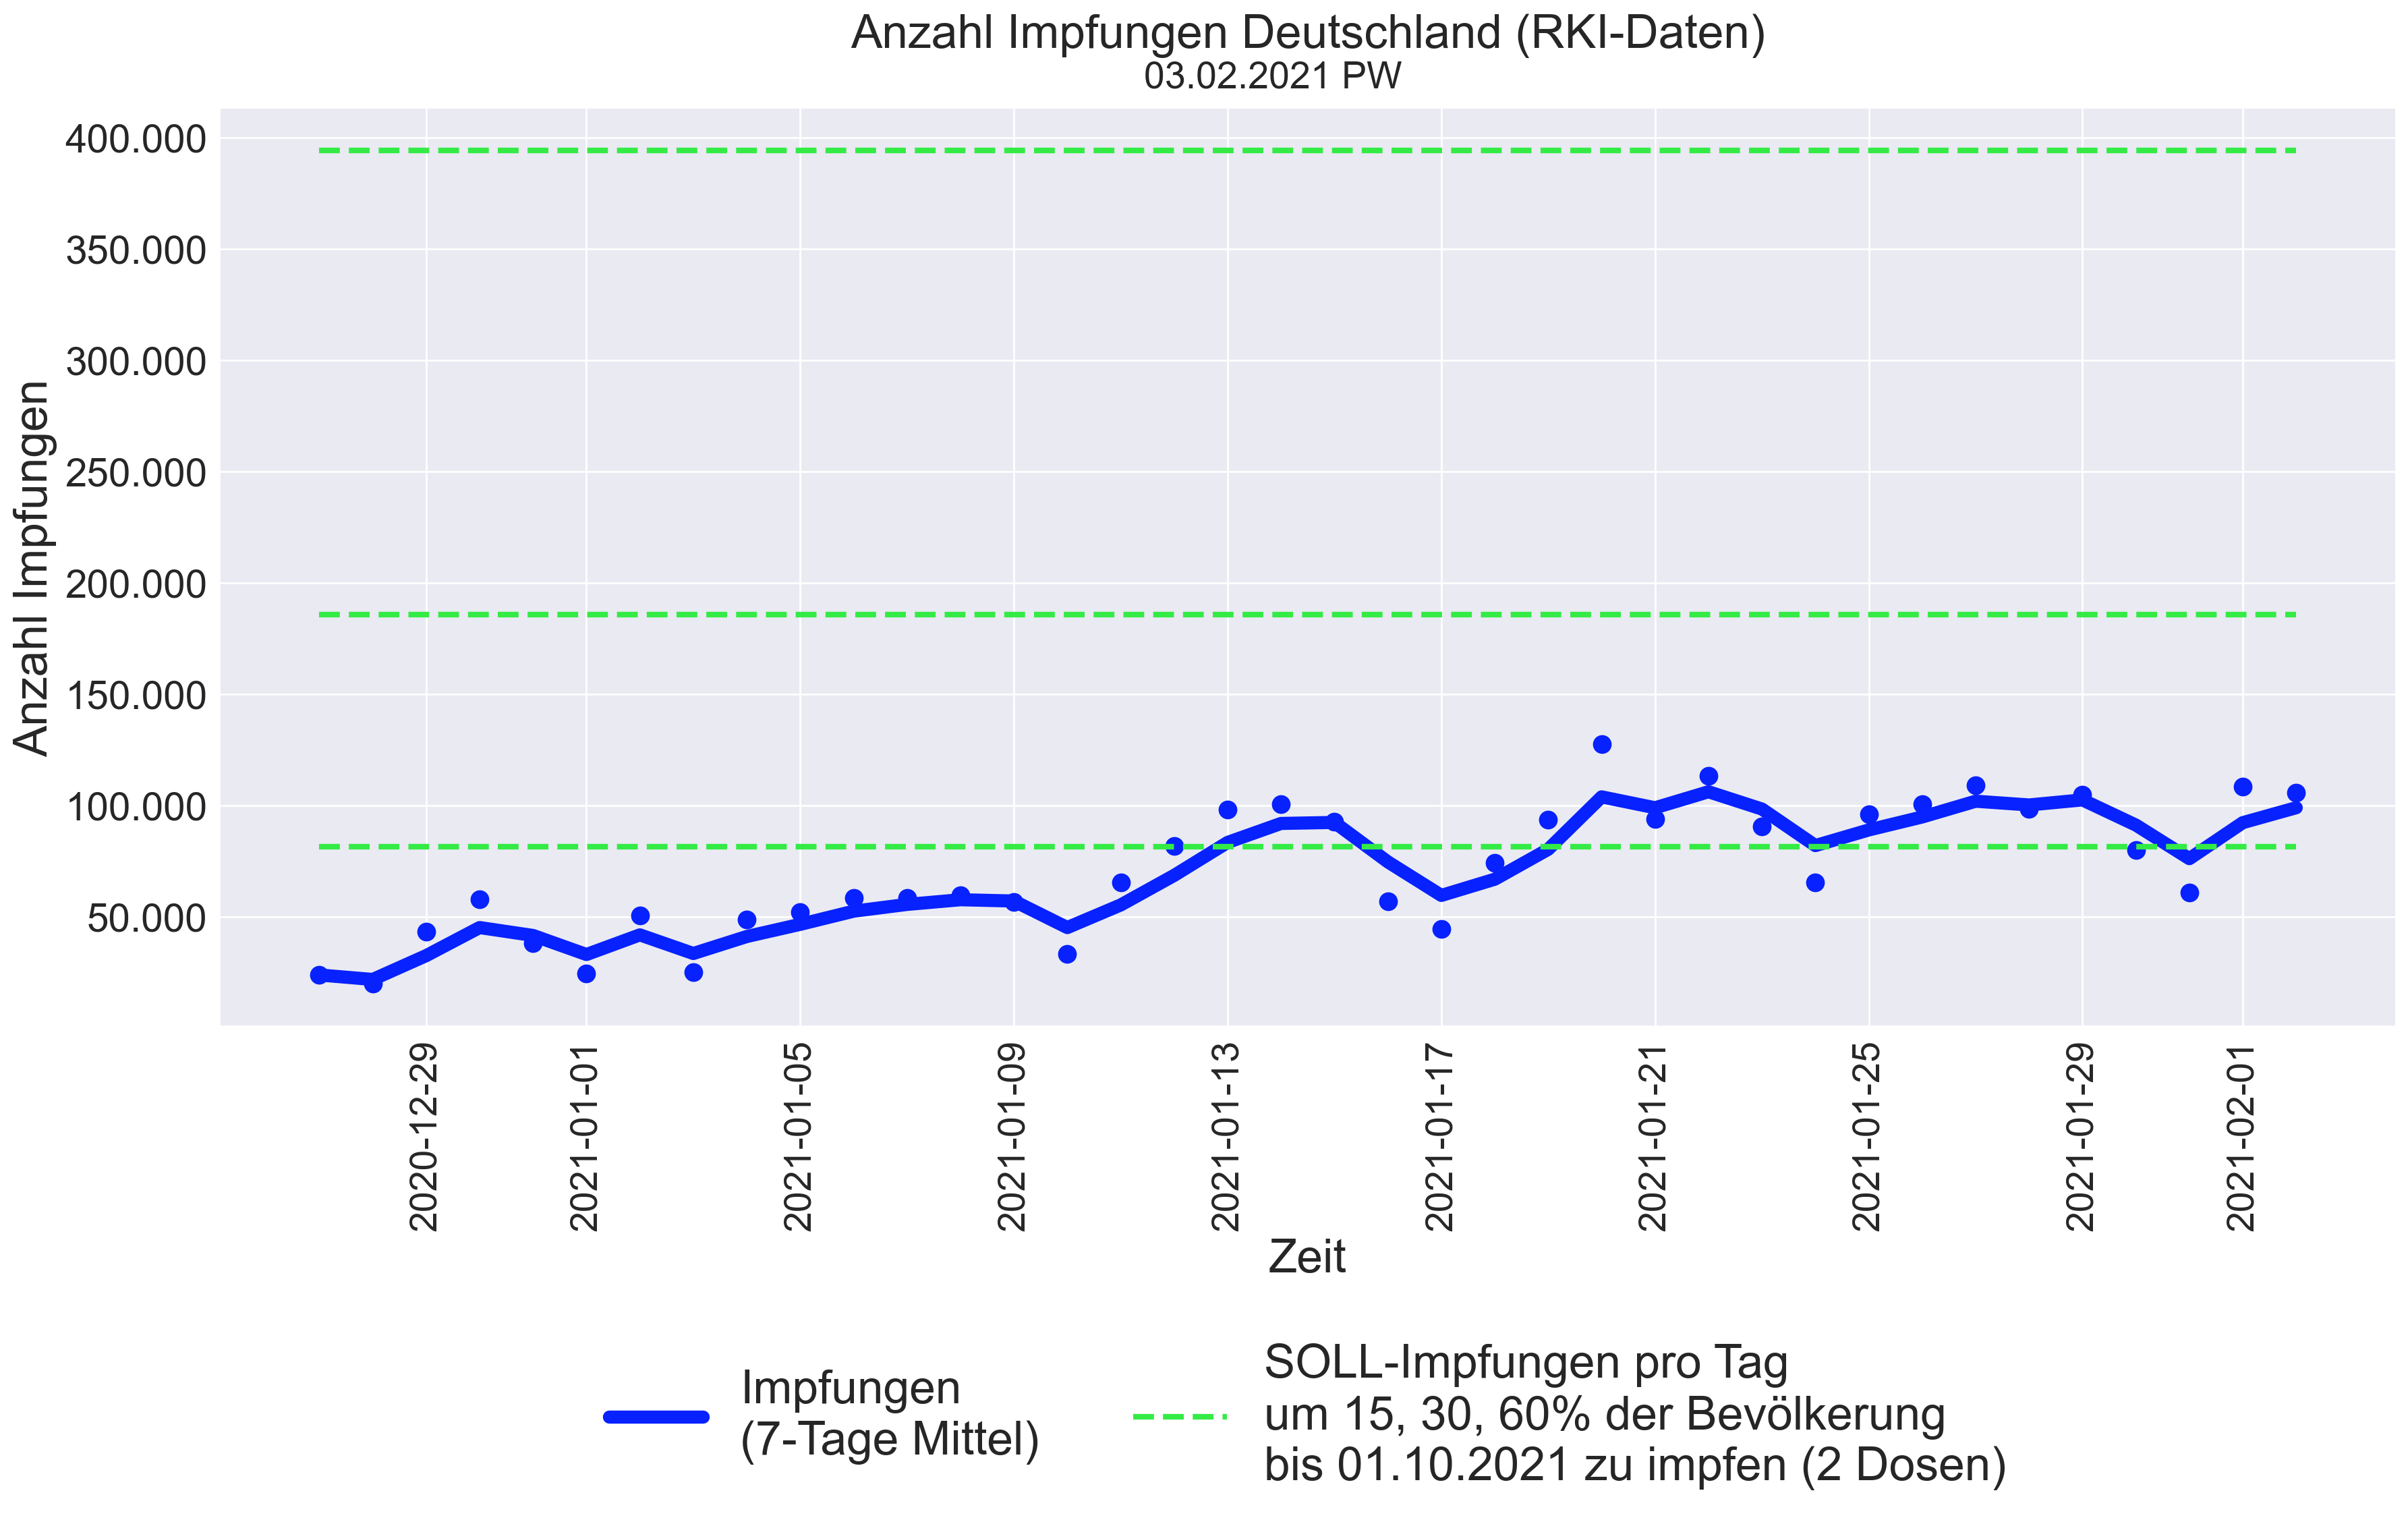 Anzahl Impfungen Deutschland (RKI-Daten)
03.02.2021 PW
Anzahl Impfungen
400.000
350.000
300.000
250.000
200.000
150.000
100.000
50.000
2020-12-29
2021-01-01
2021-01-05
2021-01-09
2021-01-13
2021-01-17
2021-01-21
2021-01-25
2021-01-29
2021-02-01
Zeit
Impfungen
(7-Tage Mittel)
SOLL-Impfungen pro Tag
um 15, 30, 60% der Bevölkerung
bis 01.10.2021 zu impfen (2 Dosen)